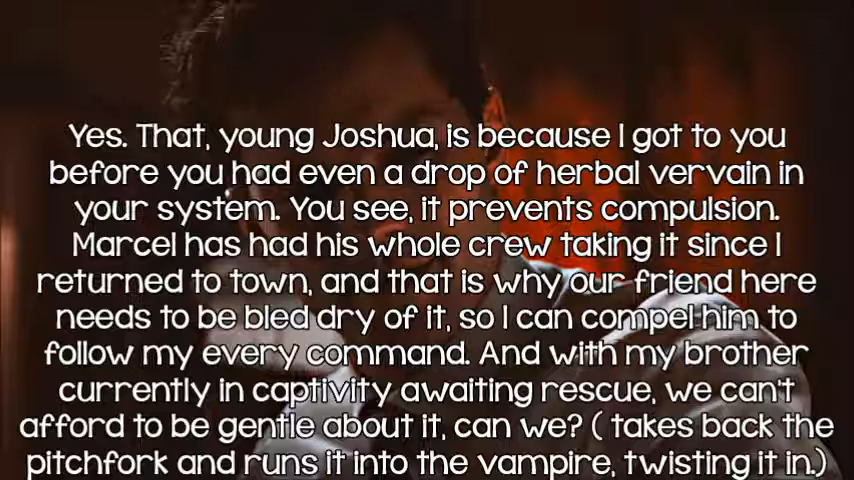 Yes. That, young Joshua, is because I got to you
before you had even a drop of herbal vervain in
your system. You see, it prevents compulsion.
Marcel has had his whole crew taking it since I
returned to town, and that is why our friend here
needs to be bled dry of it, so I can compel him to
follow my every command. And with my brother
currently in captivity awaiting rescue, we can't
afford to be gentle about it, can we? ( takes back the
pitchfork and runs it into the vampire, twisting it in.)